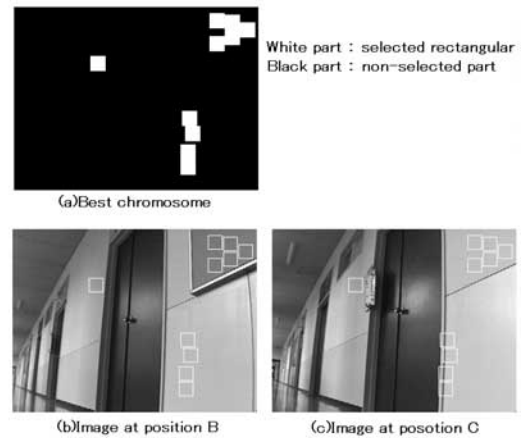 White part : selected rectangular
Black part : non-selected part
(a)Best chromosome
(b)Image at position B
(c)Image at posotion C